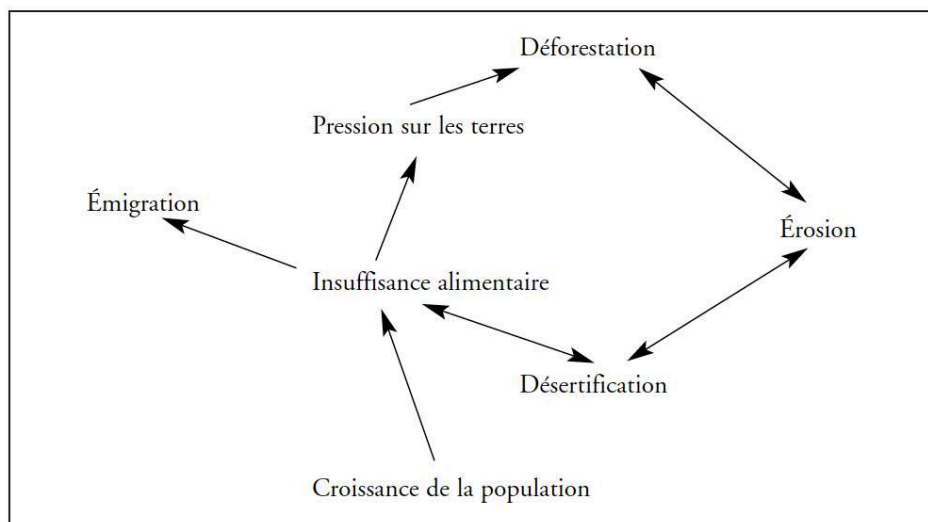 Déforestation
Pression sur les terres
Émigration
Érosion
Insuffisance alimentaire
Désertification
Croissance de la population